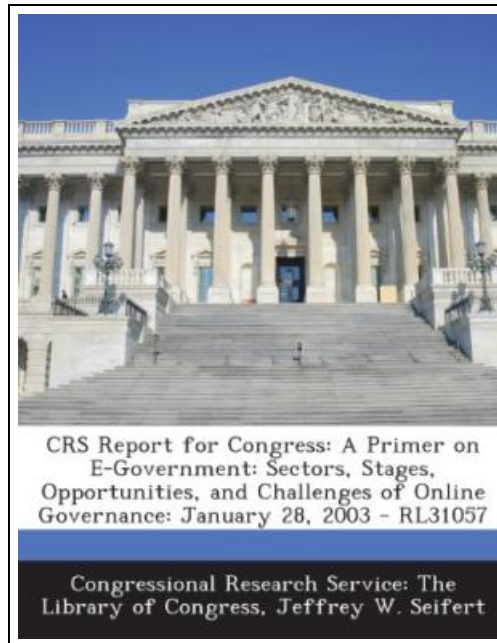 CRS Report for Congress: A Primer on
E-Government: Sectors, Stages,
Opportunities, and Challenges of Online
Governance: January 28, 2003 - RL31057
Congressional Research Service: The
Library of Congress, Jeffrey W. Seifert